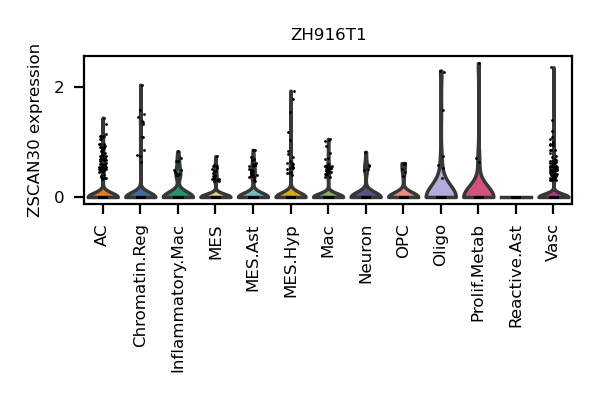 ZH916T1
ZSCAN30 expression
2
0
AC
Chromatin.Reg
Inflammatory.Mac
MES
MES.Ast
MES.Hyp
Mac
Neuron
OPC
Oligo
Prolif.Metab
Reactive.Ast
Vasc